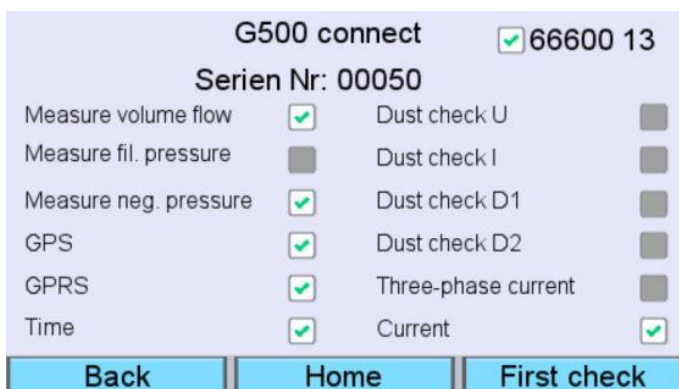 G500 connect 66600 13
Serien Nr: 00050
Measure volume flow Dust check U
Measure fil. pressure Dust check I
Measure neg. pressure Dust check D1
GPS Dust check D2
GPRS Three-phase current
Time Current
Back Home First check